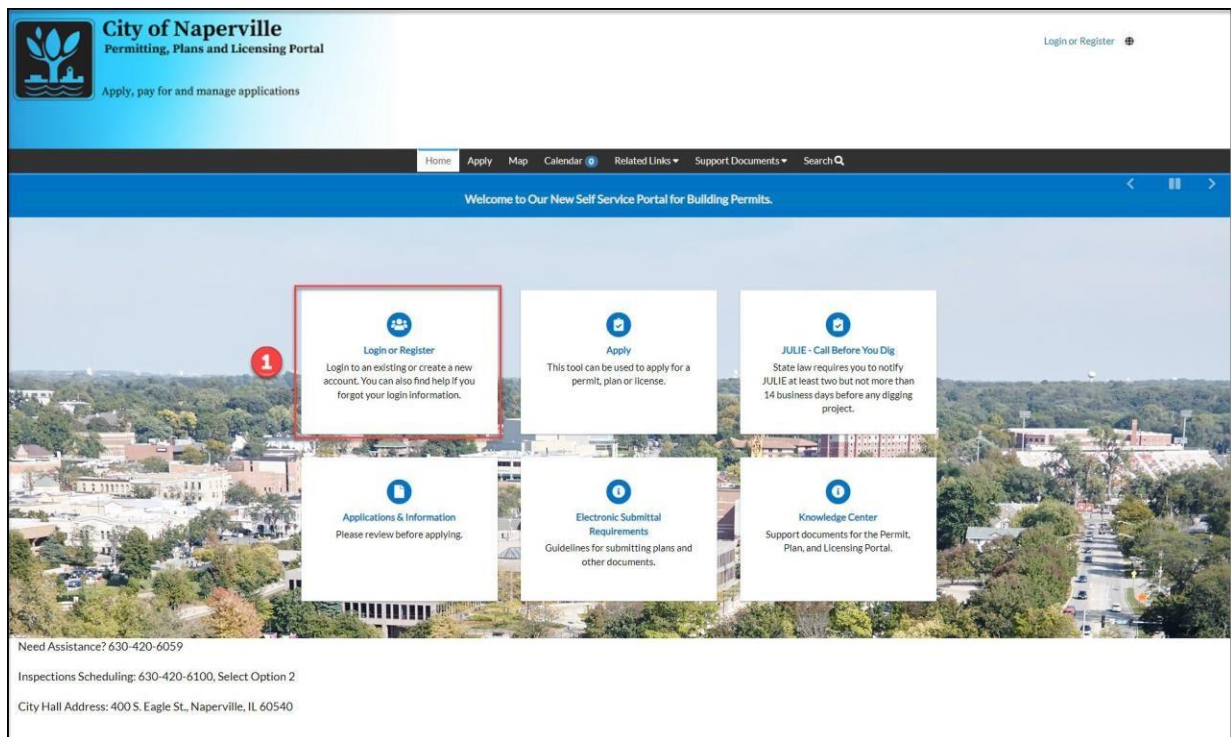 City of Naperville
Permitting, Plans and Licensing Portal
Apply, pay for and manage applications
Login or Register
Home Apply Map Calendar 0 Related Links Support Documents Search
Welcome to Our New Self Service Portal for Building Permits.
1
Login or Register
Login to an existing or create a new
account. You can also find help if you
forgot your login information.
Apply
This tool can be used to apply for a
permit, plan or license.
JULIE - Call Before You Dig
State law requires you to notify
JULIE at least two but not more than
14 business days before any digging
project.
Applications & Information
Please review before applying.
Electronic Submittal
Requirements
Guidelines for submitting plans and
other documents.
Knowledge Center
Support documents for the Permit,
Plan, and Licensing Portal.
Need Assistance? 630-420-6059
Inspections Scheduling: 630-420-6100, Select Option 2
City Hall Address: 400 S. Eagle St., Naperville, IL 60540